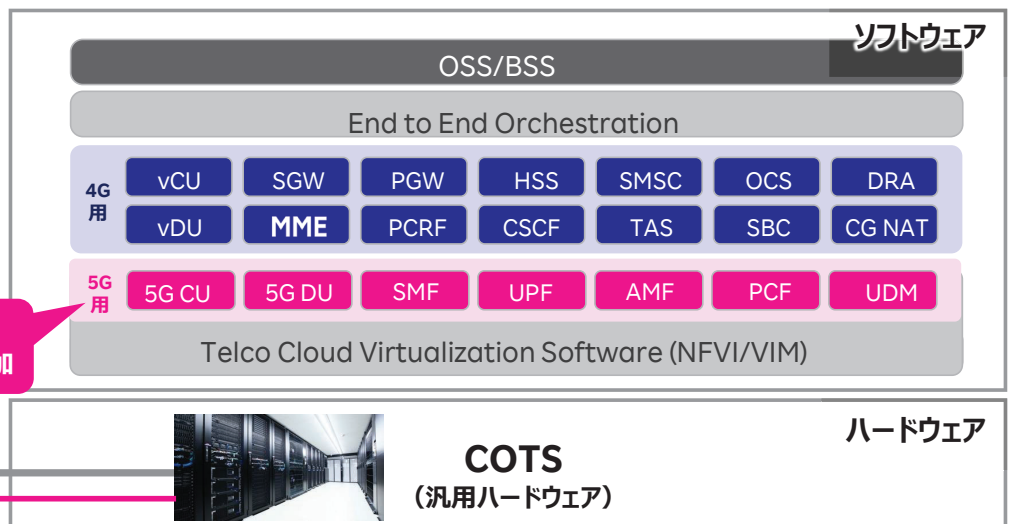 ソフトウェア
OSS/BSS
End to End Orchestration
4G
用
vCU SGW PGW HSS SMSC OCS DRA
vDU MME PCRF CSCF TAS SBC CG NAT
5G
用
5G CU 5G DU SMF UPF AMF PCF UDM
加
Telco Cloud Virtualization Software (NFVI/VIM)
ハードウェア
COTS
（汎用ハードウェア）